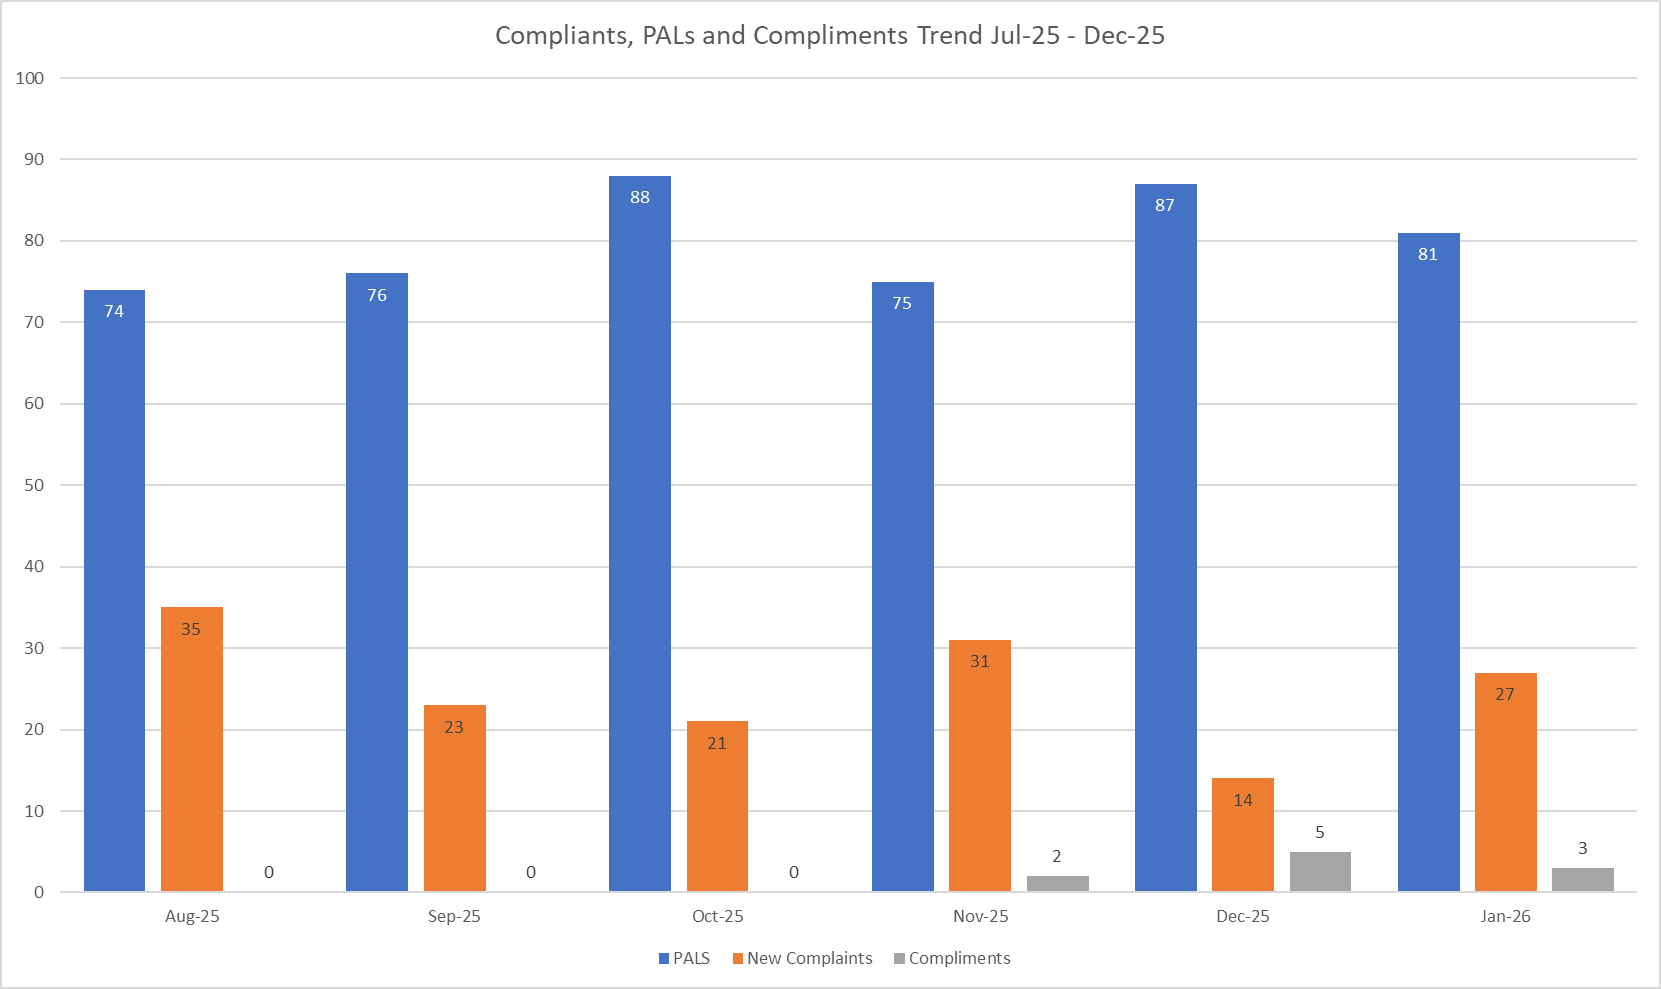 Compliants, PALs and Compliments Trend Jul-25 - Dec-25
100
90
80
70
60
50
40
30
20
10
0
74
35
0
76
23
0
88
21
0
75
31
2
87
14
5
81
27
3
Aug-25
Sep-25
Oct-25
Nov-25
Dec-25
Jan-26
PALS
New Complaints
Compliments